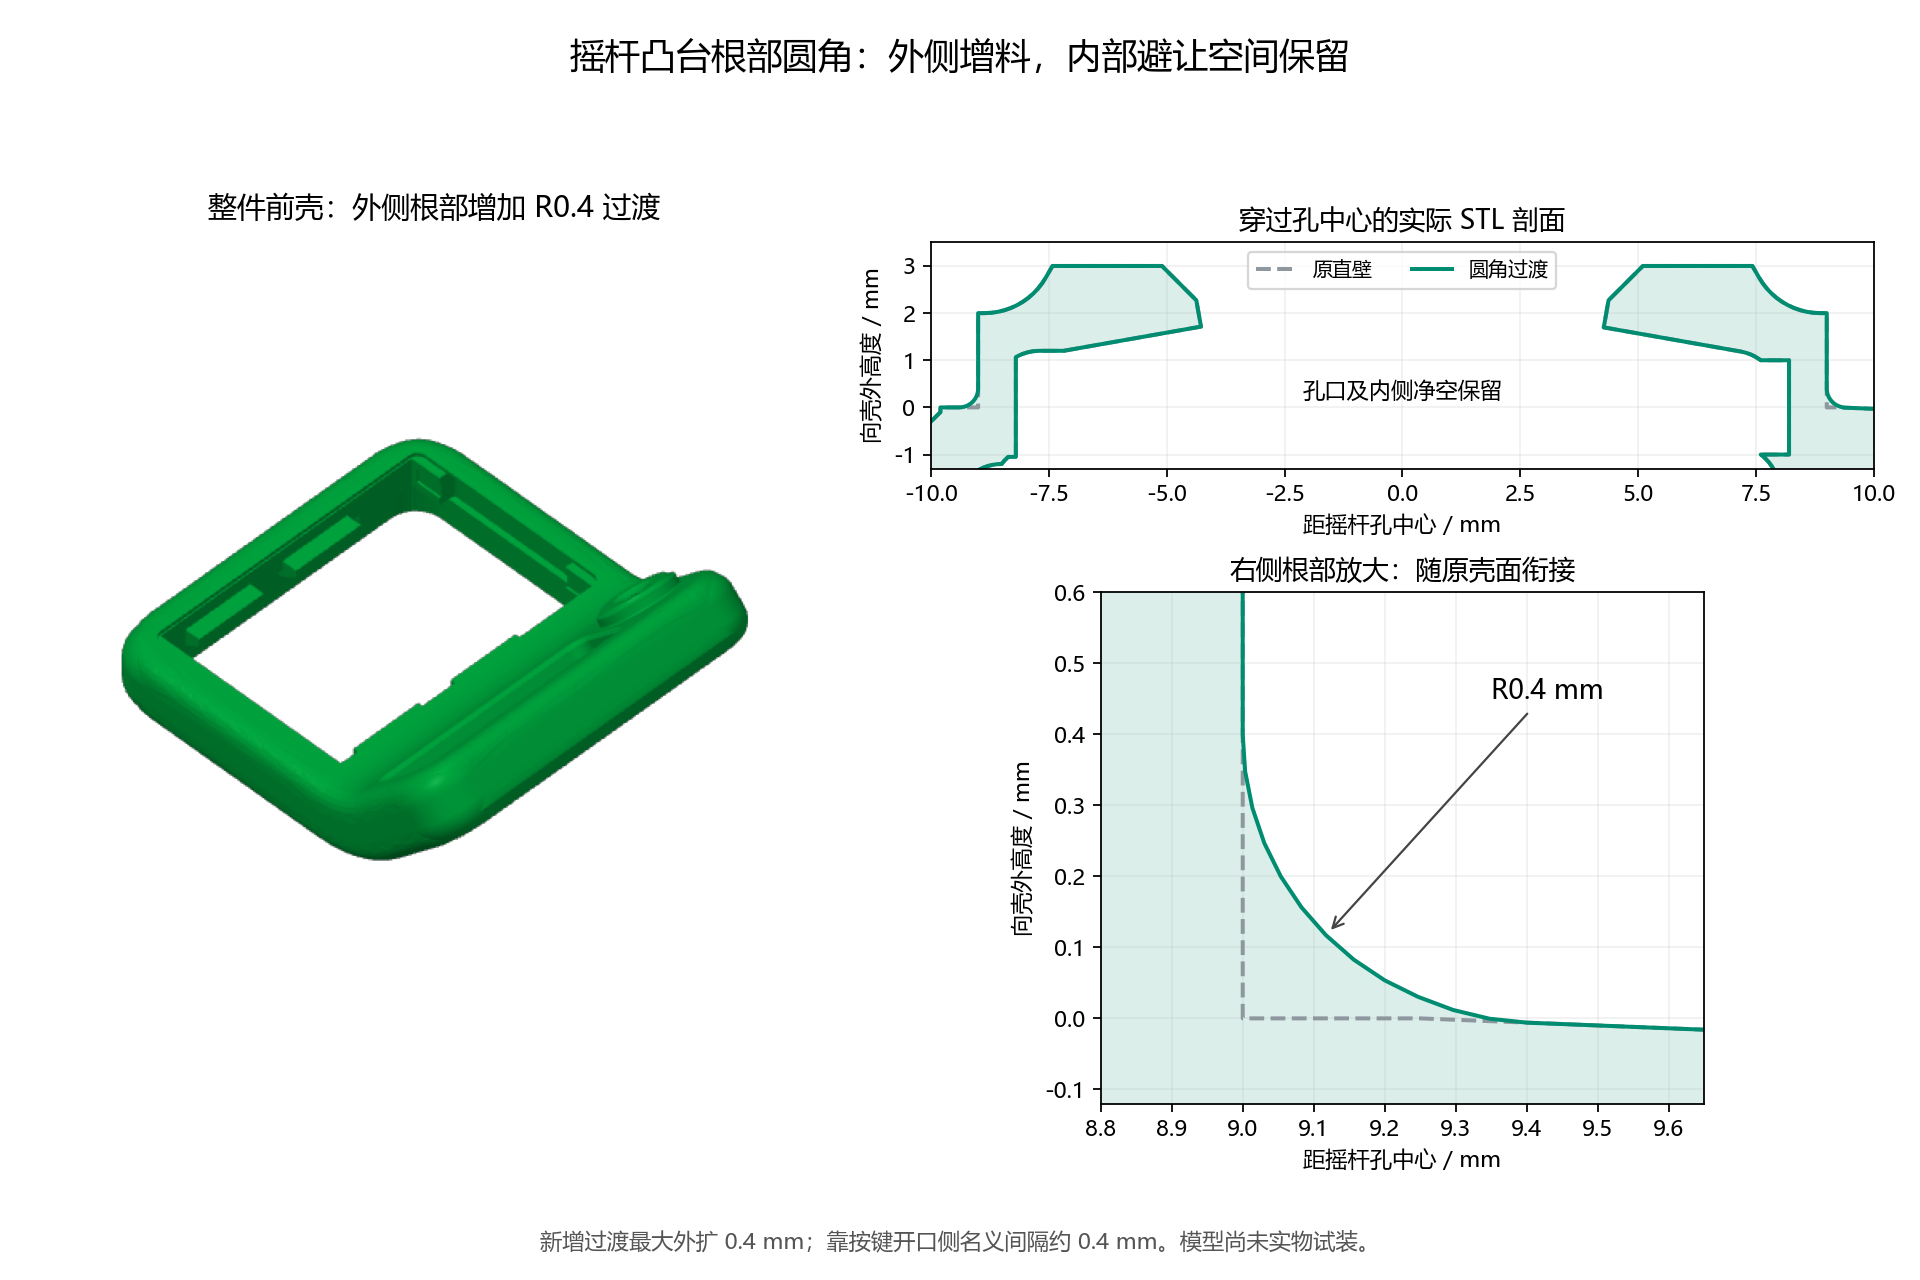 摇杆凸台根部圆角：外侧增料，内部避让空间保留
整件前壳：外侧根部增加 R0.4 过渡
穿过孔中心的实际 STL 剖面
原直壁
圆角过渡
3
2
1
0
-1
向壳外高度 / mm
孔口及内侧净空保留
-10.0
-7.5
-5.0
-2.5
0.0
2.5
5.0
7.5
10.0
距摇杆孔中心 / mm
右侧根部放大：随原壳面衔接
0.6
0.5
0.4
0.3
0.2
0.1
0.0
-0.1
向壳外高度 / mm
R0.4 mm
8.8
8.9
9.0
9.1
9.2
9.3
9.4
9.5
9.6
距摇杆孔中心 / mm
新增过渡最大外扩 0.4 mm；靠按键开口侧名义间隔约 0.4 mm。模型尚未实物试装。